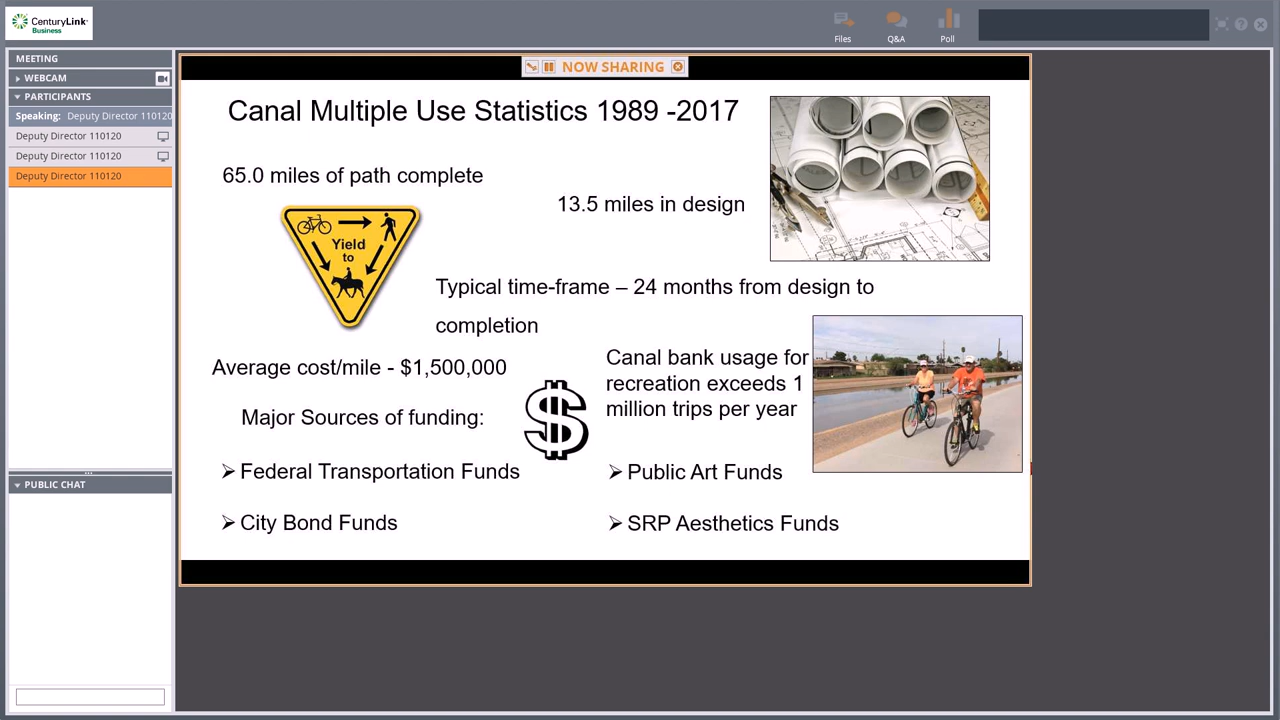 CenturyLink
Business
Files
Q&A
Poll
MEETING
WEBCAM
PARTICIPANTS
Speaking: Deputy Director 110120
Deputy Director 110120
Deputy Director 110120
Deputy Director 110120
PUBLIC CHAT
NOW SHARING
Canal Multiple Use Statistics 1989 -2017
65.0 miles of path complete
13.5 miles in design
Yield
to
Typical time-frame – 24 months from design to
completion
Average cost/mile - $1,500,000
Canal bank usage for
recreation exceeds 1
million trips per year
Major Sources of funding:
$
➢ Federal Transportation Funds
➢ City Bond Funds
➢ Public Art Funds
➢ SRP Aesthetics Funds